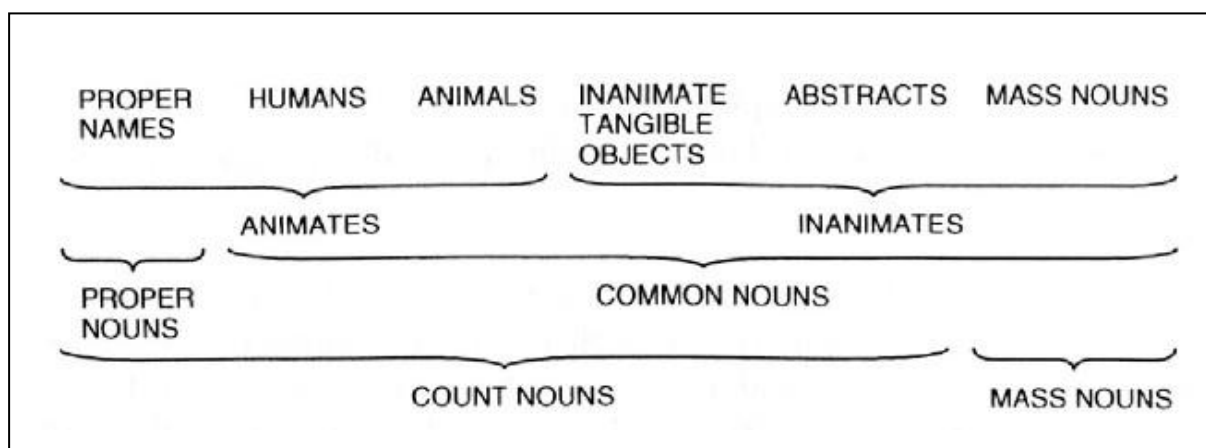 PROPER NAMES HUMANS ANIMALS INANIMATE TANGIBLE OBJECTS ABSTRACTS MASS NOUNS
ANIMATES INANIMATES
PROPER NOUNS COMMON NOUNS
COUNT NOUNS MASS NOUNS